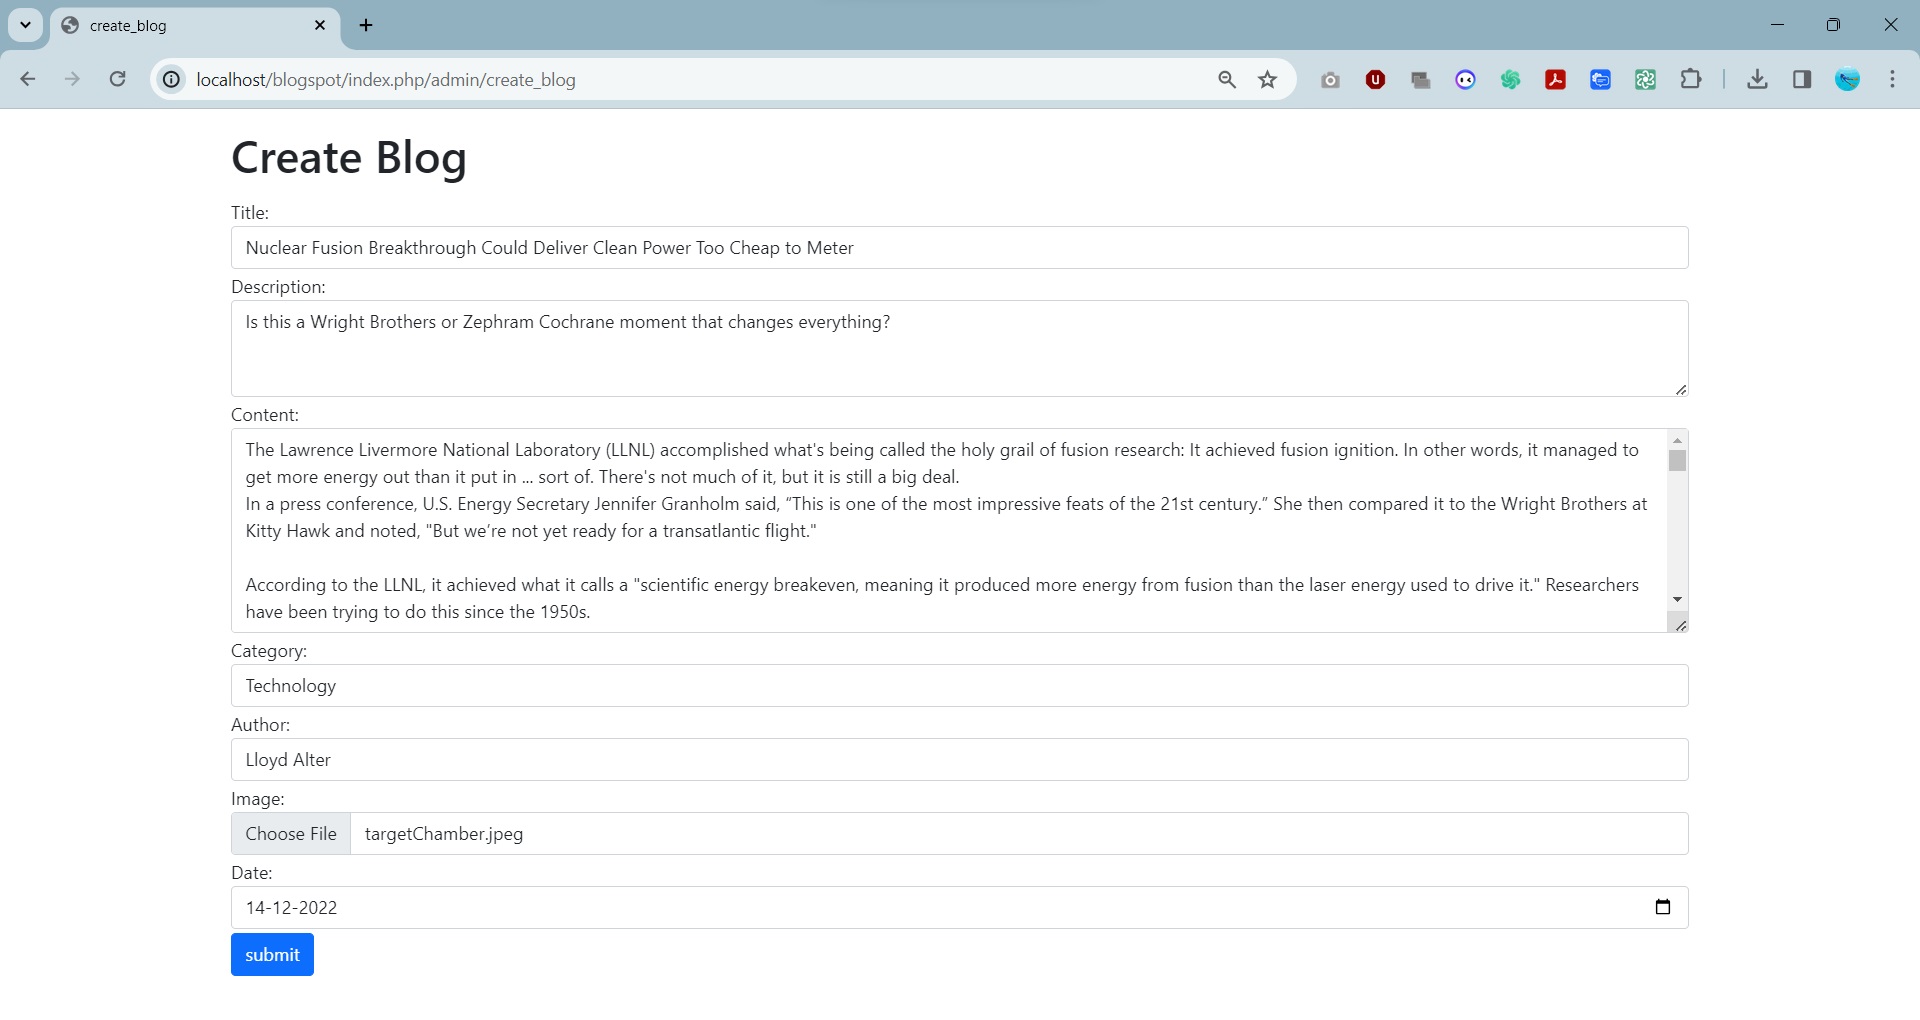 create_blog
localhost/blogspot/index.php/admin/create_blog
Create Blog
Title:
Nuclear Fusion Breakthrough Could Deliver Clean Power Too Cheap to Meter
Description:
Is this a Wright Brothers or Zephram Cochrane moment that changes everything?
Content:
The Lawrence Livermore National Laboratory (LLNL) accomplished what's being called the holy grail of fusion research: It achieved fusion ignition. In other words, it managed to
get more energy out than it put in ... sort of. There's not much of it, but it is still a big deal.
In a press conference, U.S. Energy Secretary Jennifer Granholm said, “This is one of the most impressive feats of the 21st century.” She then compared it to the Wright Brothers at
Kitty Hawk and noted, "But we’re not yet ready for a transatlantic flight."
According to the LLNL, it achieved what it calls a "scientific energy breakeven, meaning it produced more energy from fusion than the laser energy used to drive it." Researchers
have been trying to do this since the 1950s.
Category:
Technology
Author:
Lloyd Alter
Image:
Choose File targetChamber.jpeg
Date:
14-12-2022
submit